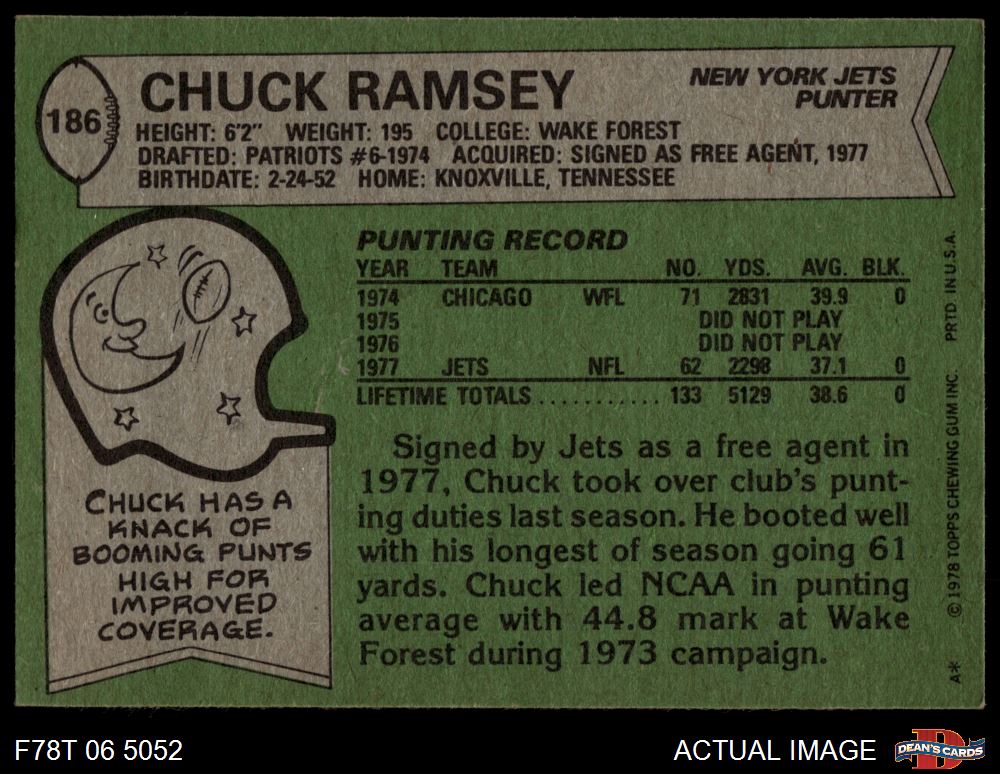 186
CHUCK RAMSEY
NEW YORK JETS
PUNTER
HEIGHT: 6'2" WEIGHT: 195 COLLEGE: WAKE FOREST
DRAFTED: PATRIOTS #6-1974 ACQUIRED: SIGNED AS FREE AGENT, 1977
BIRTHDATE: 2-24-52 HOME: KNOXVILLE, TENNESSEE
PUNTING RECORD
YEAR TEAM NO. YDS. AVG. BLK.
1974 CHICAGO WFL 71 2831 39.9 0
1975 DID NOT PLAY
1976 DID NOT PLAY
1977 JETS NFL 62 2298 37.1 0
LIFETIME TOTALS........... 133 5129 38.6 0
Signed by Jets as a free agent in
1977, Chuck took over club's punt-
ing duties last season. He booted well
with his longest of season going 61
yards. Chuck led NCAA in punting
average with 44.8 mark at Wake
Forest during 1973 campaign.
CHUCK HAS A
KNACK OF
BOOMING PUNTS
HIGH FOR
IMPROVED
COVERAGE.
A* © 1978 TOPPS CHEWING GUM INC. PRTD. IN U.S.A.
F78T 06 5052
ACTUAL IMAGE
D
DEAN'S CARDS